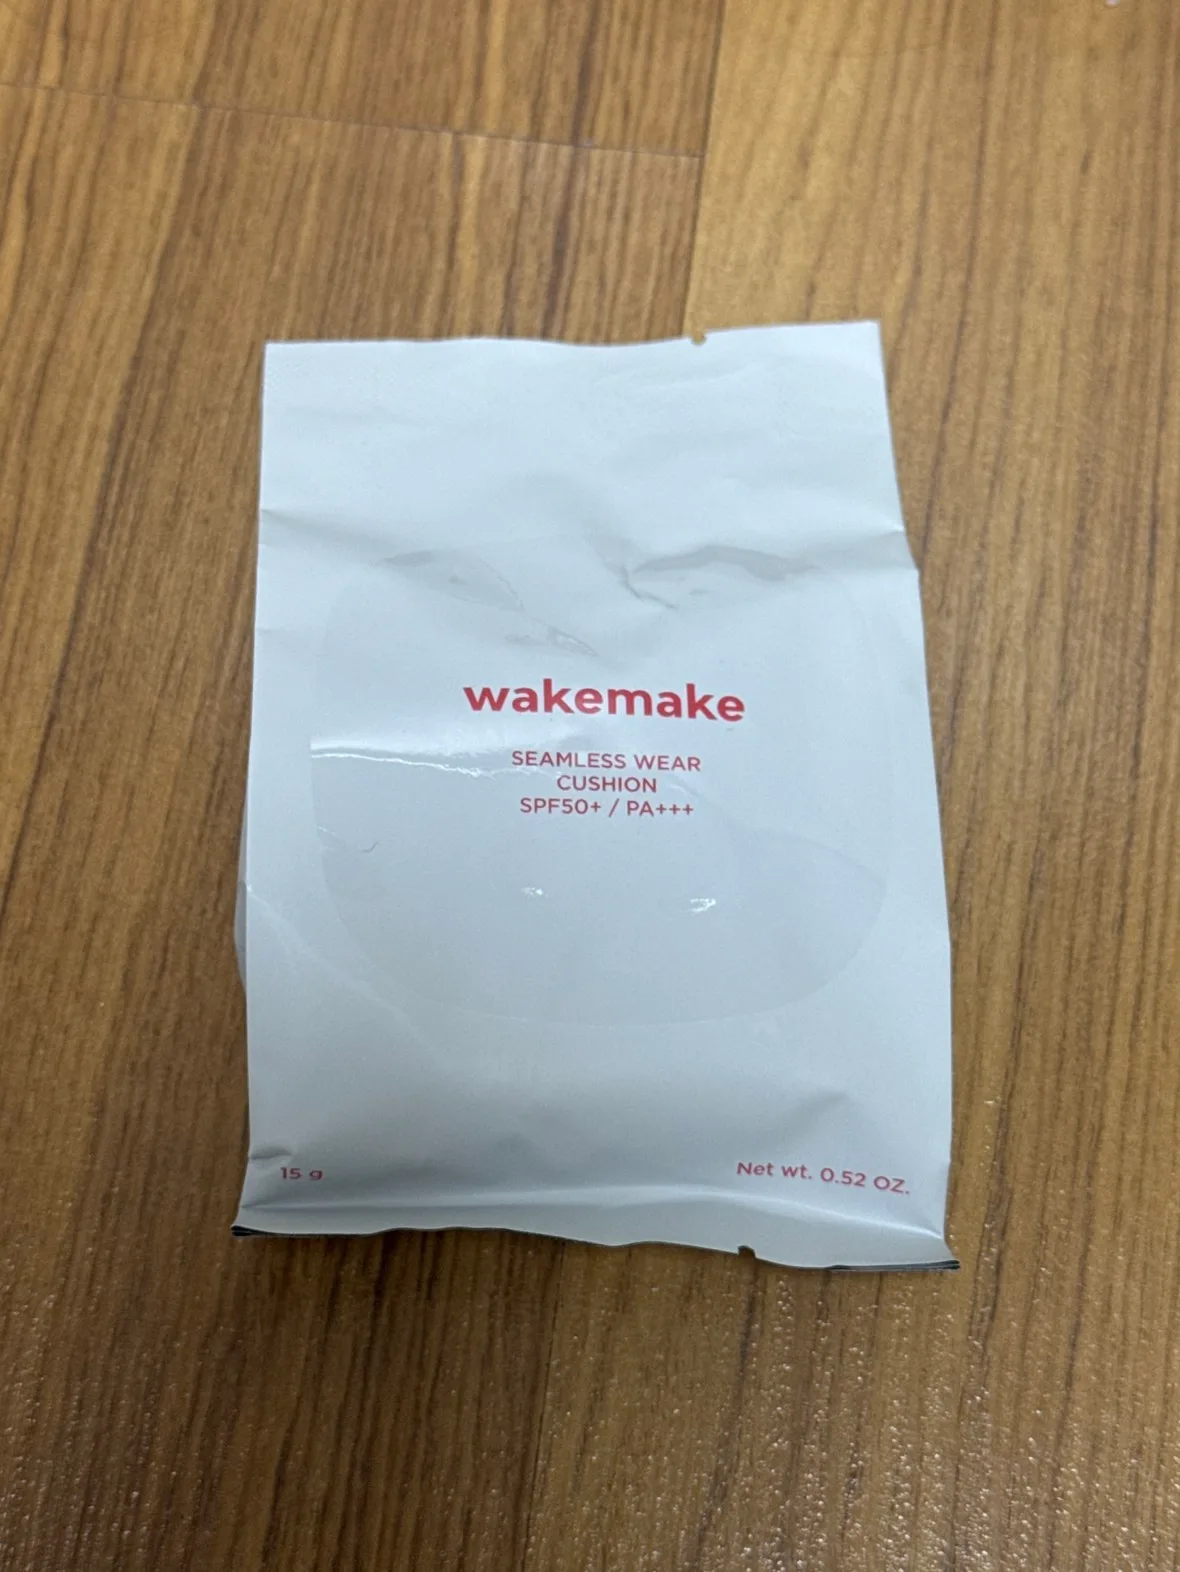 wakemake
SEAMLESS WEAR
CUSHION
SPF50+ / PA+++
15 g
Net wt. 0.52 OZ.